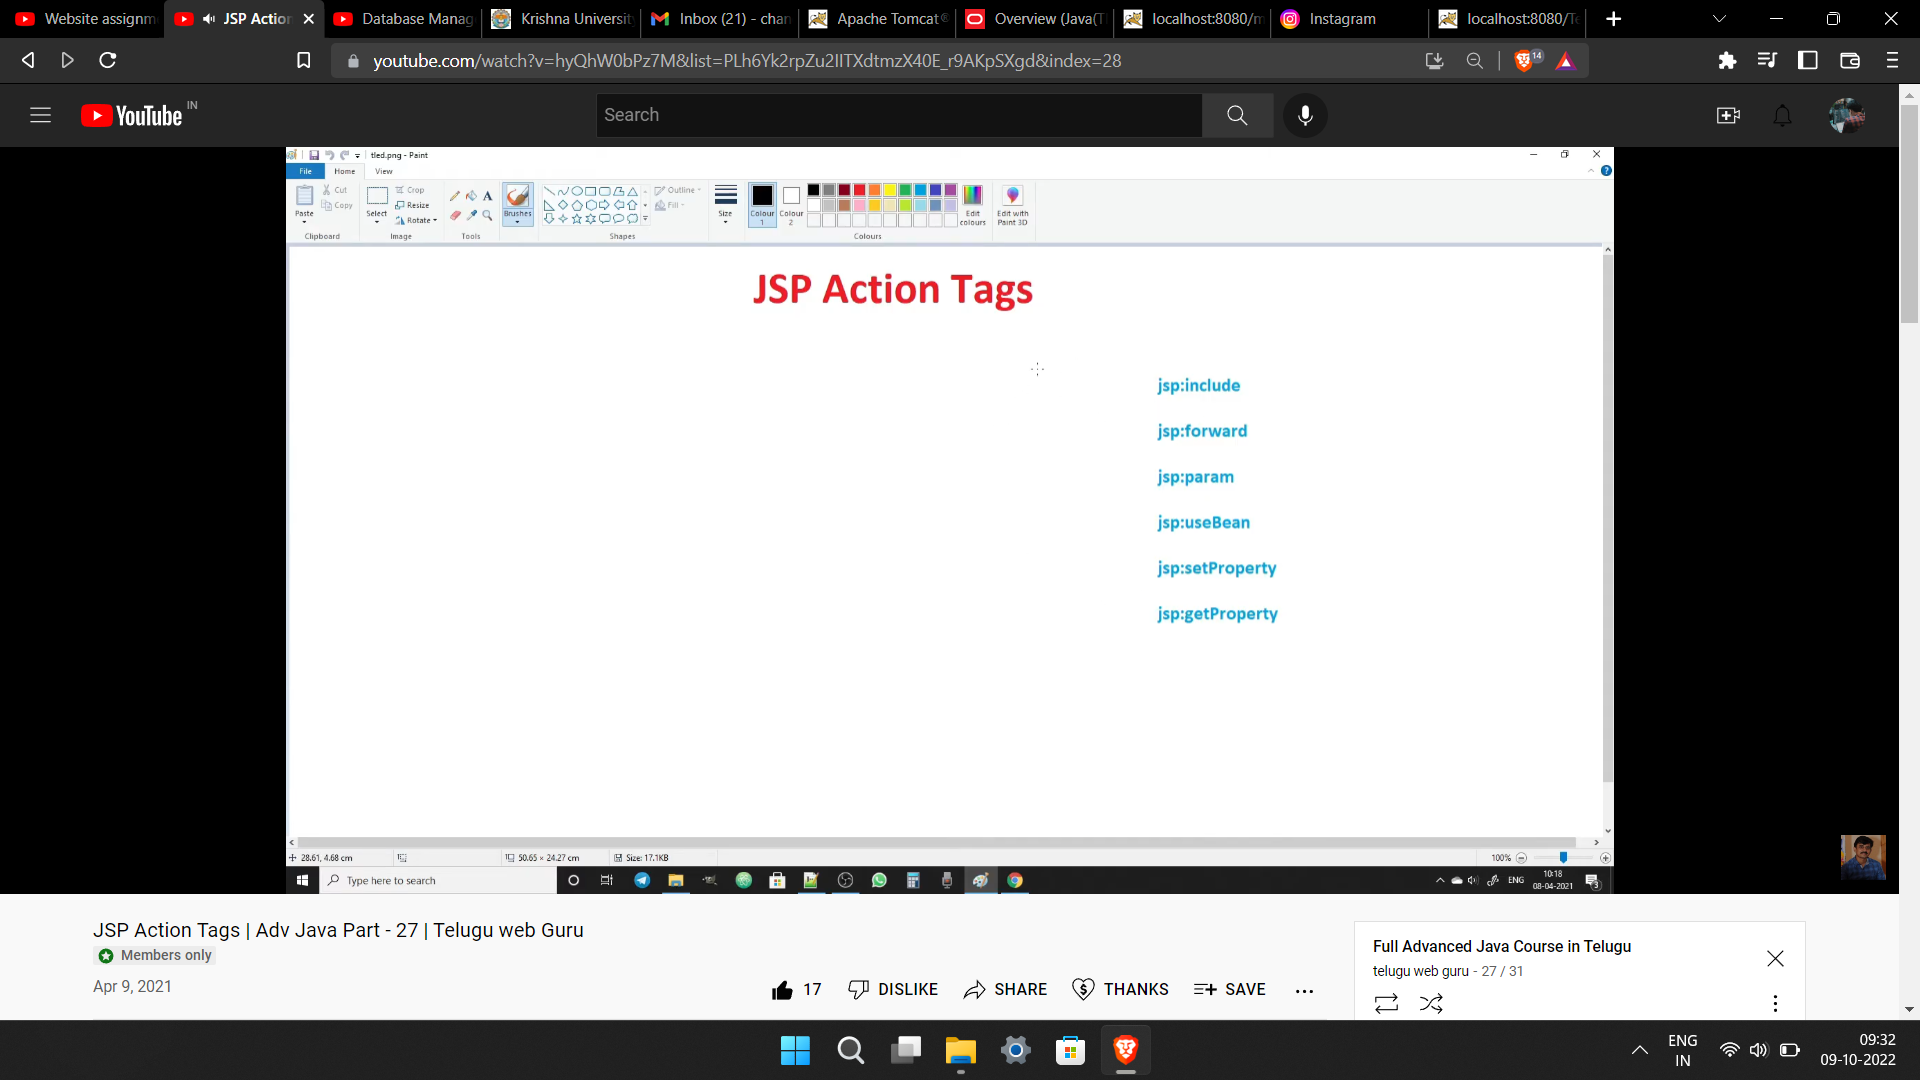 Website assignm
JSP Action
Database Manag
Krishna Universit
Inbox (21) - chan
Apache Tomcat®
Overview (Java(T
localhost:8080/m
Instagram
localhost:8080/Te
youtube.com/watch?v=hyQhW0bPz7M&list=PLh6Yk2rpZu2IITXdtmzX40E_r9AKpSXgd&index=28
14
YouTube IN
Search
tled.png - Paint
File Home View
Paste
Cut
Copy
Clipboard
Select
Crop
Resize
Rotate
Image
A
Tools
Brushes
Outline
Fill
Shapes
Size
Colour 1
Colour 2
Colours
Edit colours
Edit with Paint 3D
JSP Action Tags
jsp:include
jsp:forward
jsp:param
jsp:useBean
jsp:setProperty
jsp:getProperty
28.61, 4.68 cm
50.65 × 24.27 cm
Size: 17.1KB
100%
Type here to search
ENG
10:18
08-04-2021
3
JSP Action Tags | Adv Java Part - 27 | Telugu web Guru
Members only
Apr 9, 2021
17 DISLIKE SHARE THANKS SAVE ...
Full Advanced Java Course in Telugu
telugu web guru - 27 / 31
ENG
IN
09:32
09-10-2022